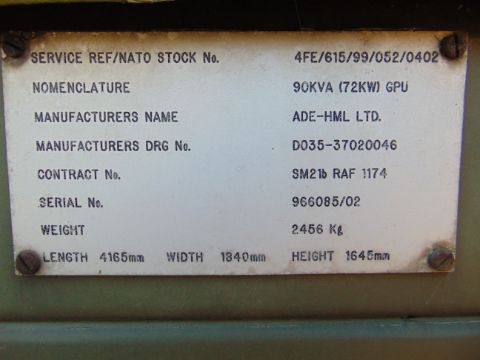 SERVICE REF/NATO STOCK No. 4FE/615/99/052/0402
NOMENCLATURE 90KVA (72KW) GPU
MANUFACTURERS NAME ADE-HML LTD.
MANUFACTURERS DRG No. D035-37020046
CONTRACT No. SM21b RAF 1174
SERIAL No. 966085/02
WEIGHT 2456 Kg
LENGTH 4165mm WIDTH 1840mm HEIGHT 1645mm